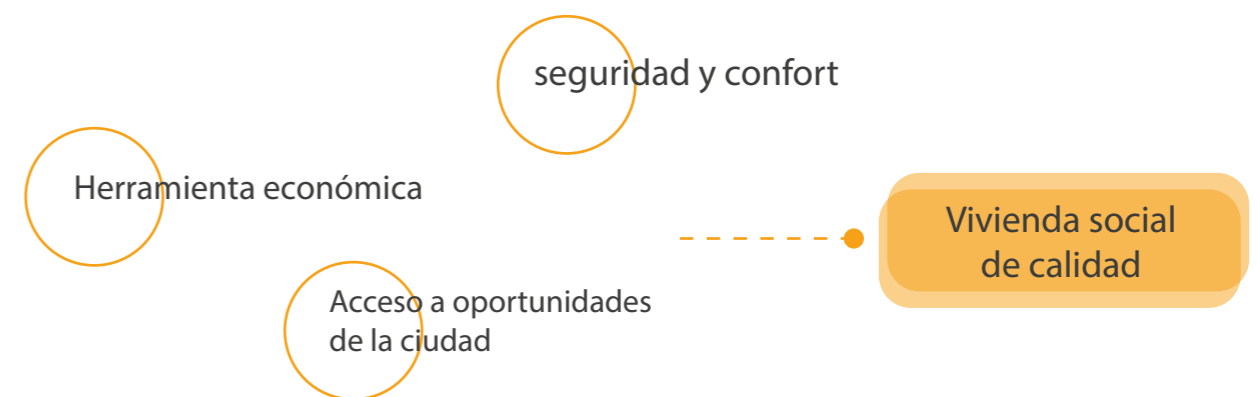 seguridad y confort
Herramienta económica
Acceso a oportunidades
de la ciudad
Vivienda social
de calidad